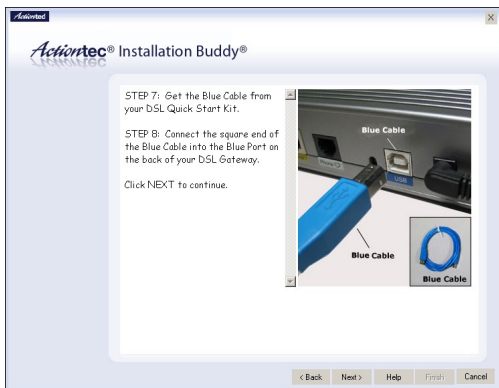 Actiontec
Actiontec® Installation Buddy®
STEP 7: Get the Blue Cable from
your DSL Quick Start Kit.
STEP 8: Connect the square end of
the Blue Cable into the Blue Port on
the back of your DSL Gateway.
Click NEXT to continue.
Blue Cable
Phone
USB
Blue Cable
Blue Cable
< Back
Next >
Help
Finish
Cancel